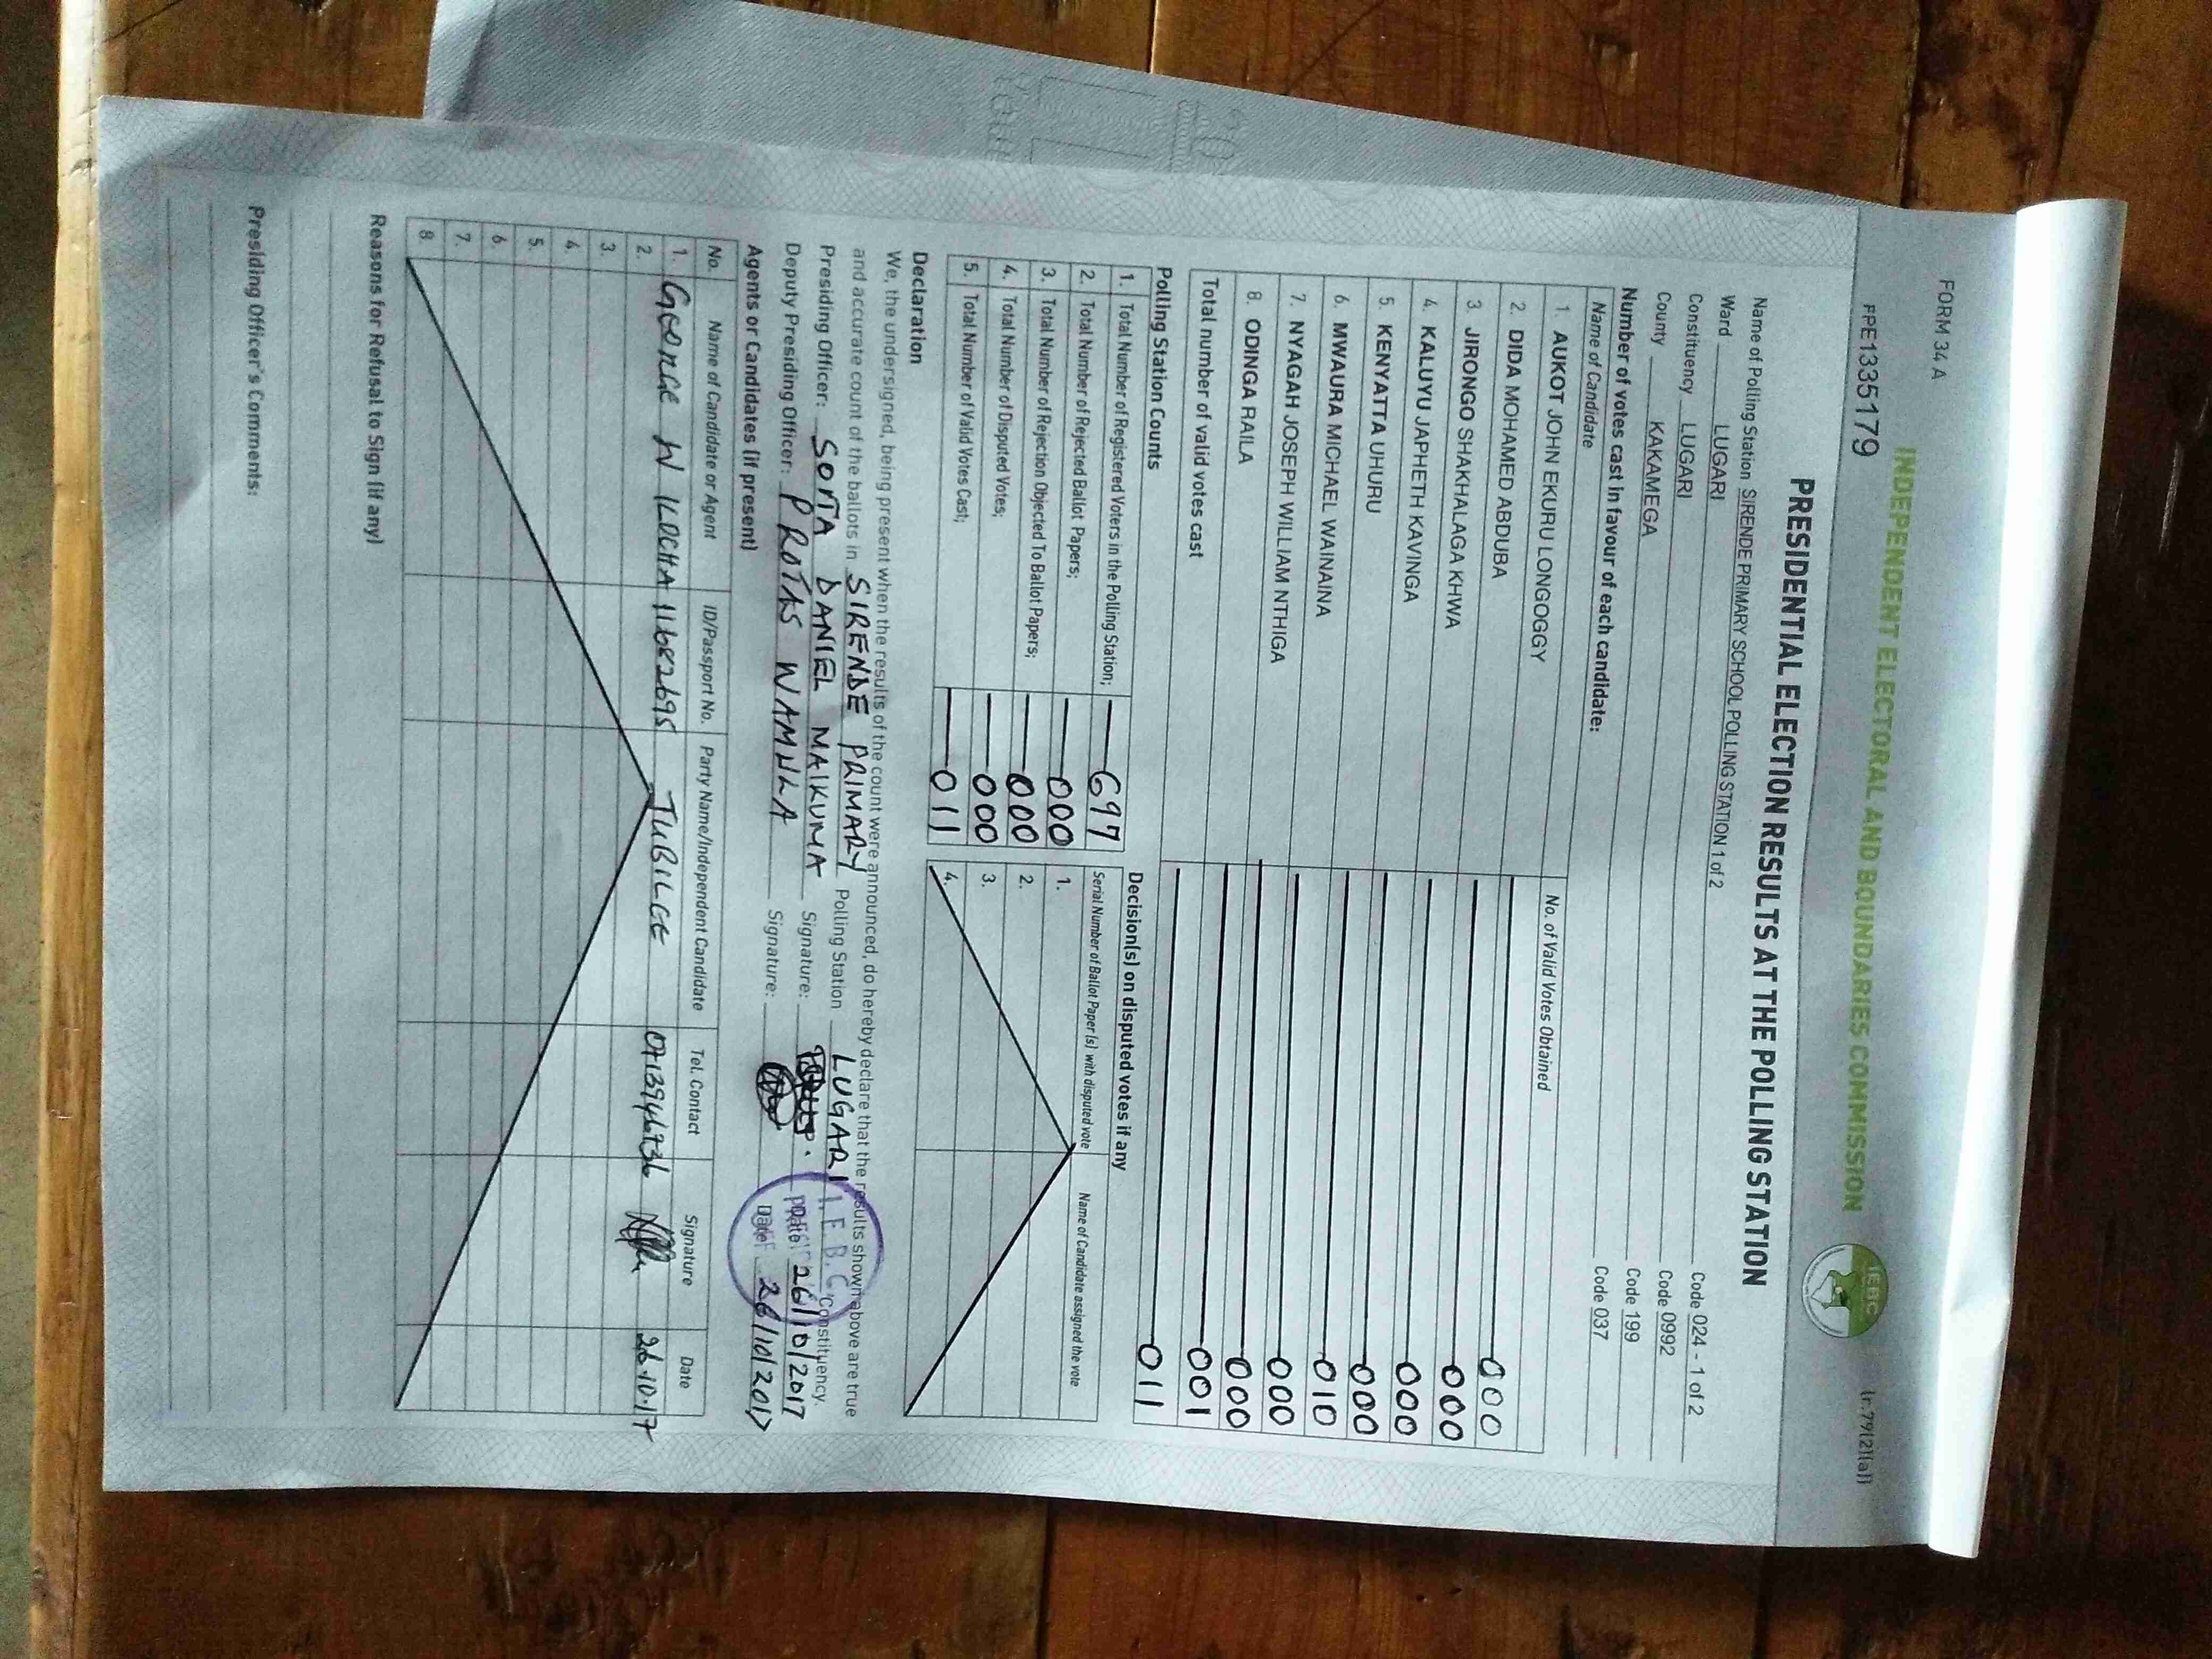 FORM 34 A
(r.79(2)(a))
INDEPENDENT ELECTORAL AND BOUNDARIES COMMISSION
IEBC
PPE1335179
PRESIDENTIAL ELECTION RESULTS AT THE POLLING STATION
Name of Polling Station SIRENDE PRIMARY SCHOOL POLLING STATION 1 of 2 Code 024 - 1 of 2
Ward LUGARI Code 0992
Constituency LUGARI Code 199
County KAKAMEGA Code 037
Number of votes cast in favour of each candidate:
Name of Candidate No. of Valid Votes Obtained
1. AUKOT JOHN EKURU LONGOGGY 000
2. DIDA MOHAMED ABDUBA 000
3. JIRONGO SHAKHALAGA KHWA 000
4. KALUYU JAPHETH KAVINGA 000
5. KENYATTA UHURU 010
6. MWAURA MICHAEL WAINAINA 000
7. NYAGAH JOSEPH WILLIAM NTHIGA 000
8. ODINGA RAILA 001
Total number of valid votes cast 011
Polling Station Counts
1. Total Number of Registered Voters in the Polling Station; 697
2. Total Number of Rejected Ballot Papers; 000
3. Total Number of Rejection Objected To Ballot Papers; 000
4. Total Number of Disputed Votes; 000
5. Total Number of Valid Votes Cast; 011
Decision(s) on disputed votes if any
Serial Number of Ballot Paper (s) with disputed vote Name of Candidate assigned the vote
1.
2.
3.
4.
Declaration
We, the undersigned, being present when the results of the count were announced, do hereby declare that the results shown above are true
and accurate count of the ballots in SIRENDE PRIMARY Polling Station LUGARI Constituency.
Presiding Officer: SOITA DANIEL MAIKUMA Signature: Date 26/10/2017
Deputy Presiding Officer: PROTAS WAMNKA Signature: Date 26/10/2017
I.E.B.C
Agents or Candidates (if present)
No. Name of Candidate or Agent ID/Passport No. Party Name/Independent Candidate Tel. Contact Signature Date
1. GEORGE W 11682695 JUBILEE 0713946736 26.10.17
2.
3.
4.
5.
6.
7.
8.
Reasons for Refusal to Sign (if any)
Presiding Officer's Comments: